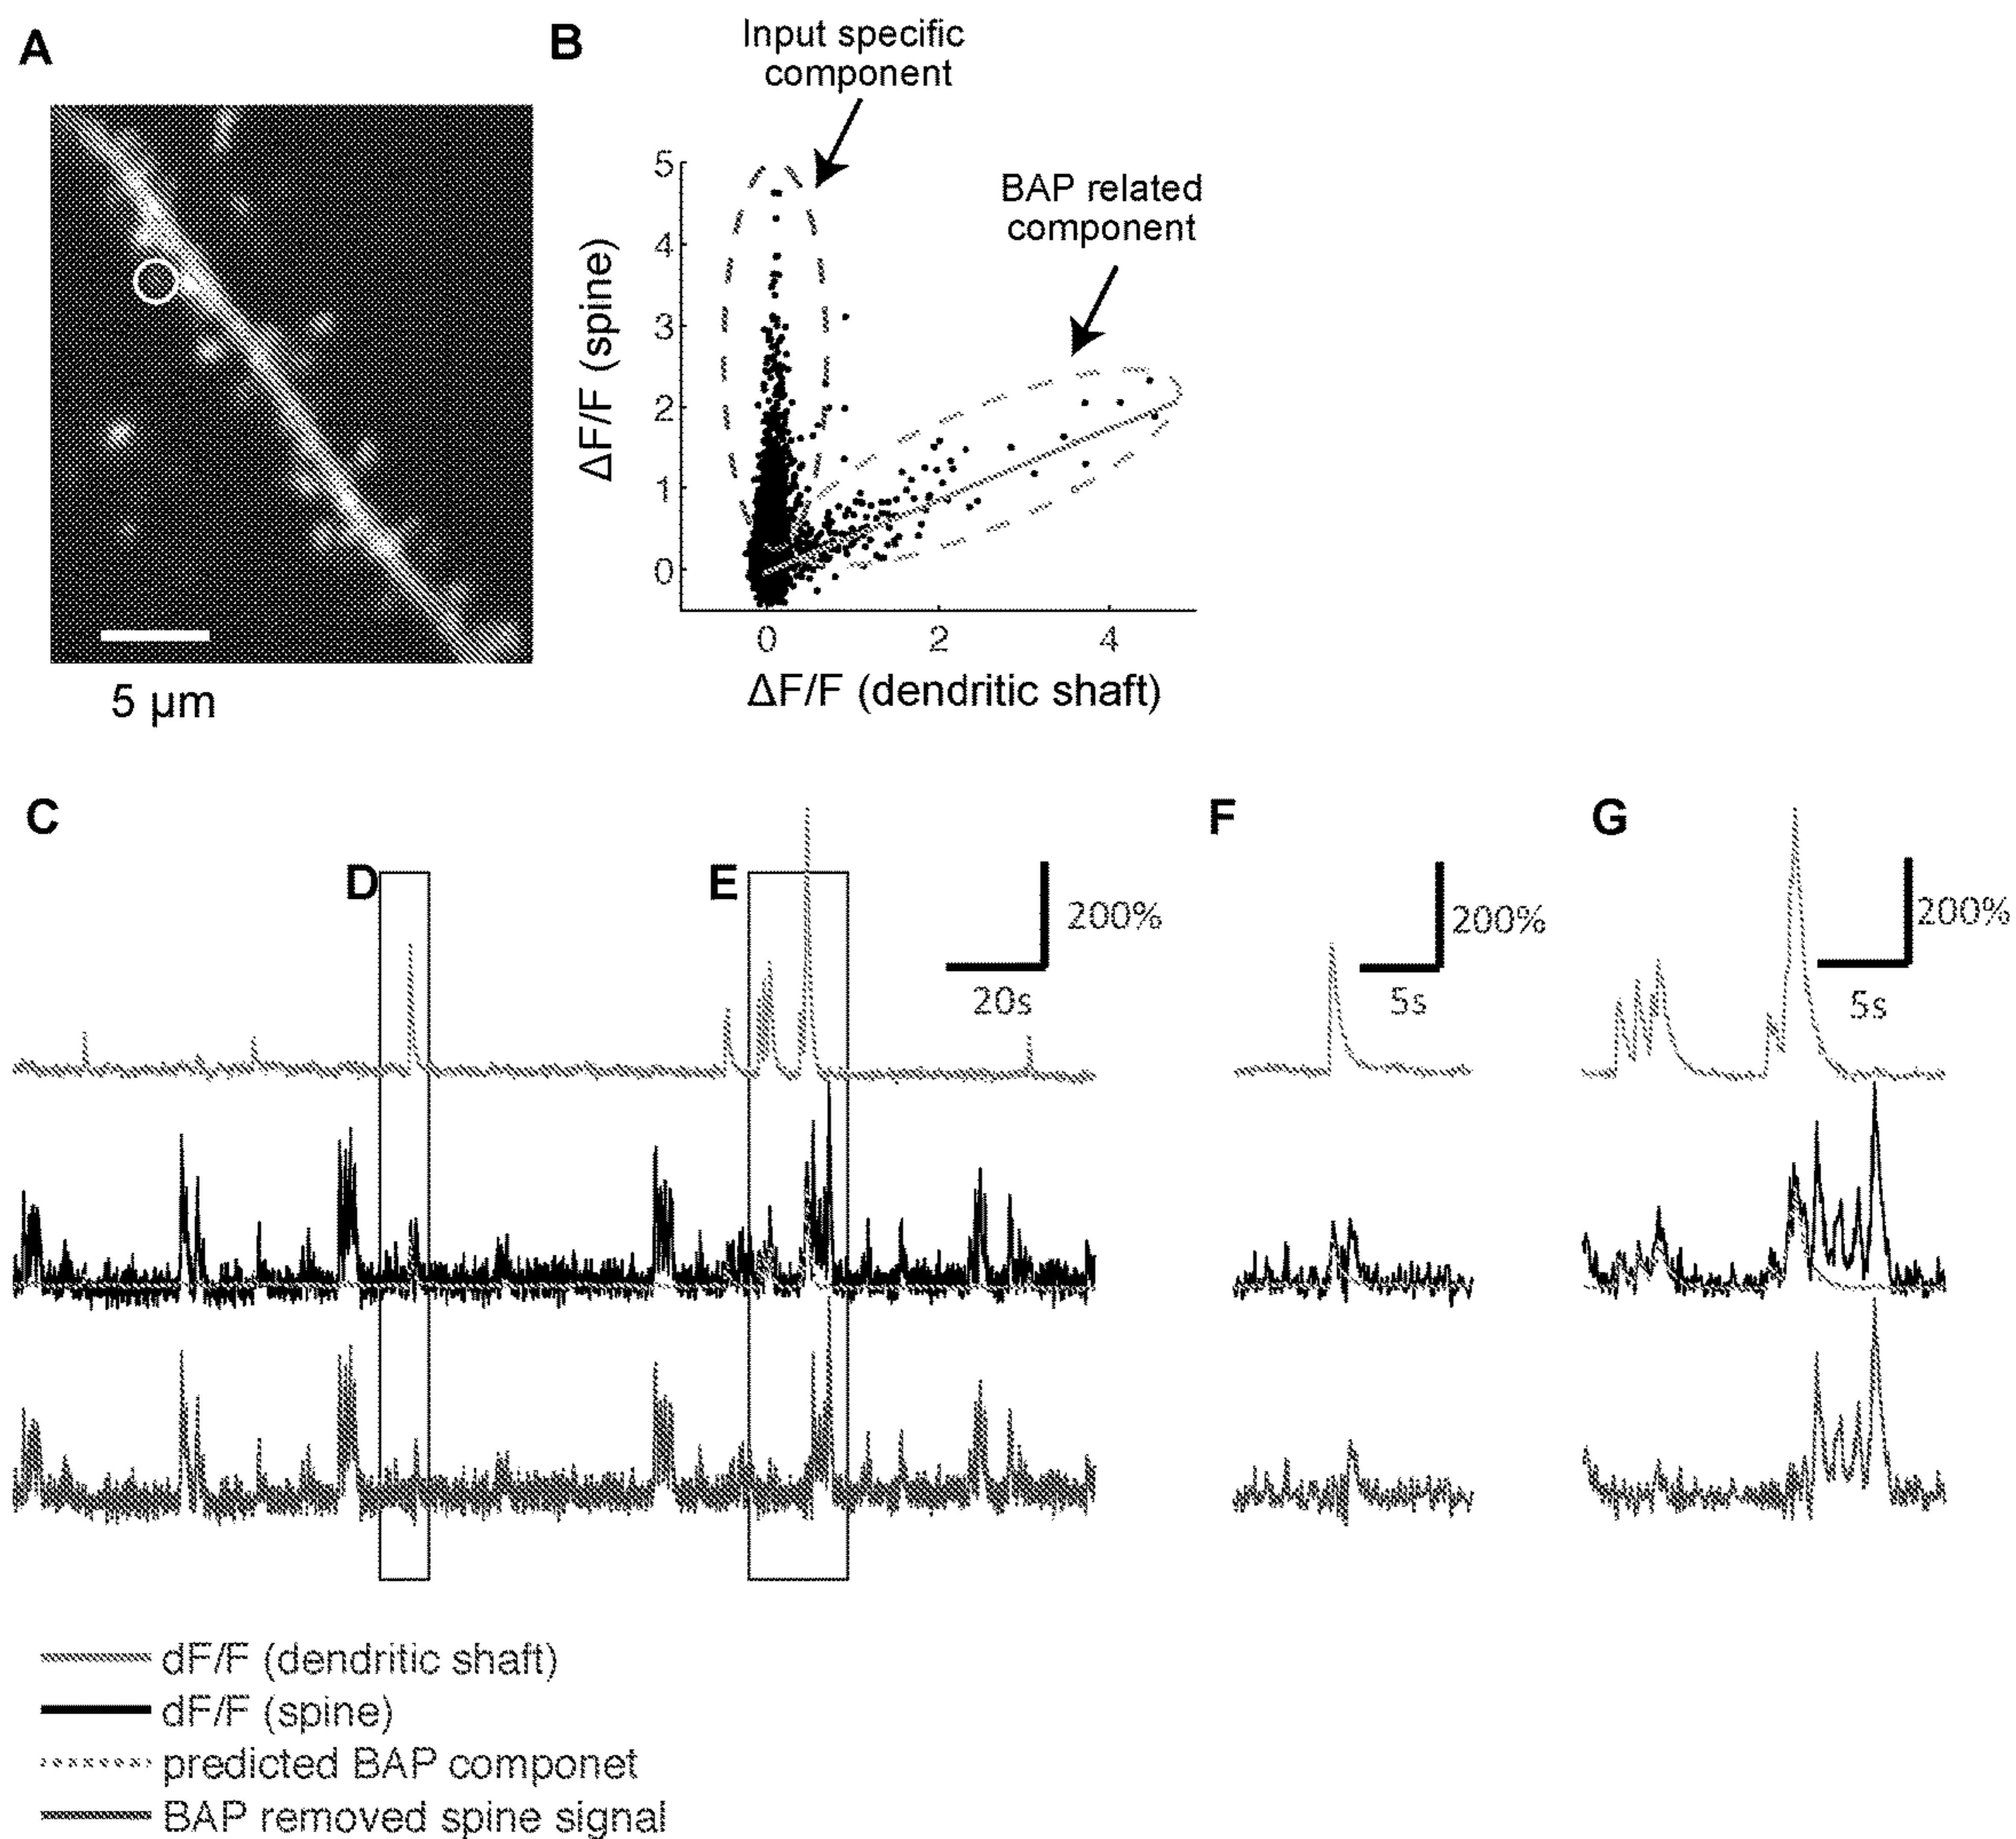 A
B
Input specific
component
BAP related
component
5
4
3
2
1
0
ΔF/F (spine)
0 2 4
ΔF/F (dendritic shaft)
5 μm
C
D
E
F
G
200%
20s
200%
5s
200%
5s
dF/F (dendritic shaft)
dF/F (spine)
predicted BAP componet
BAP removed spine signal